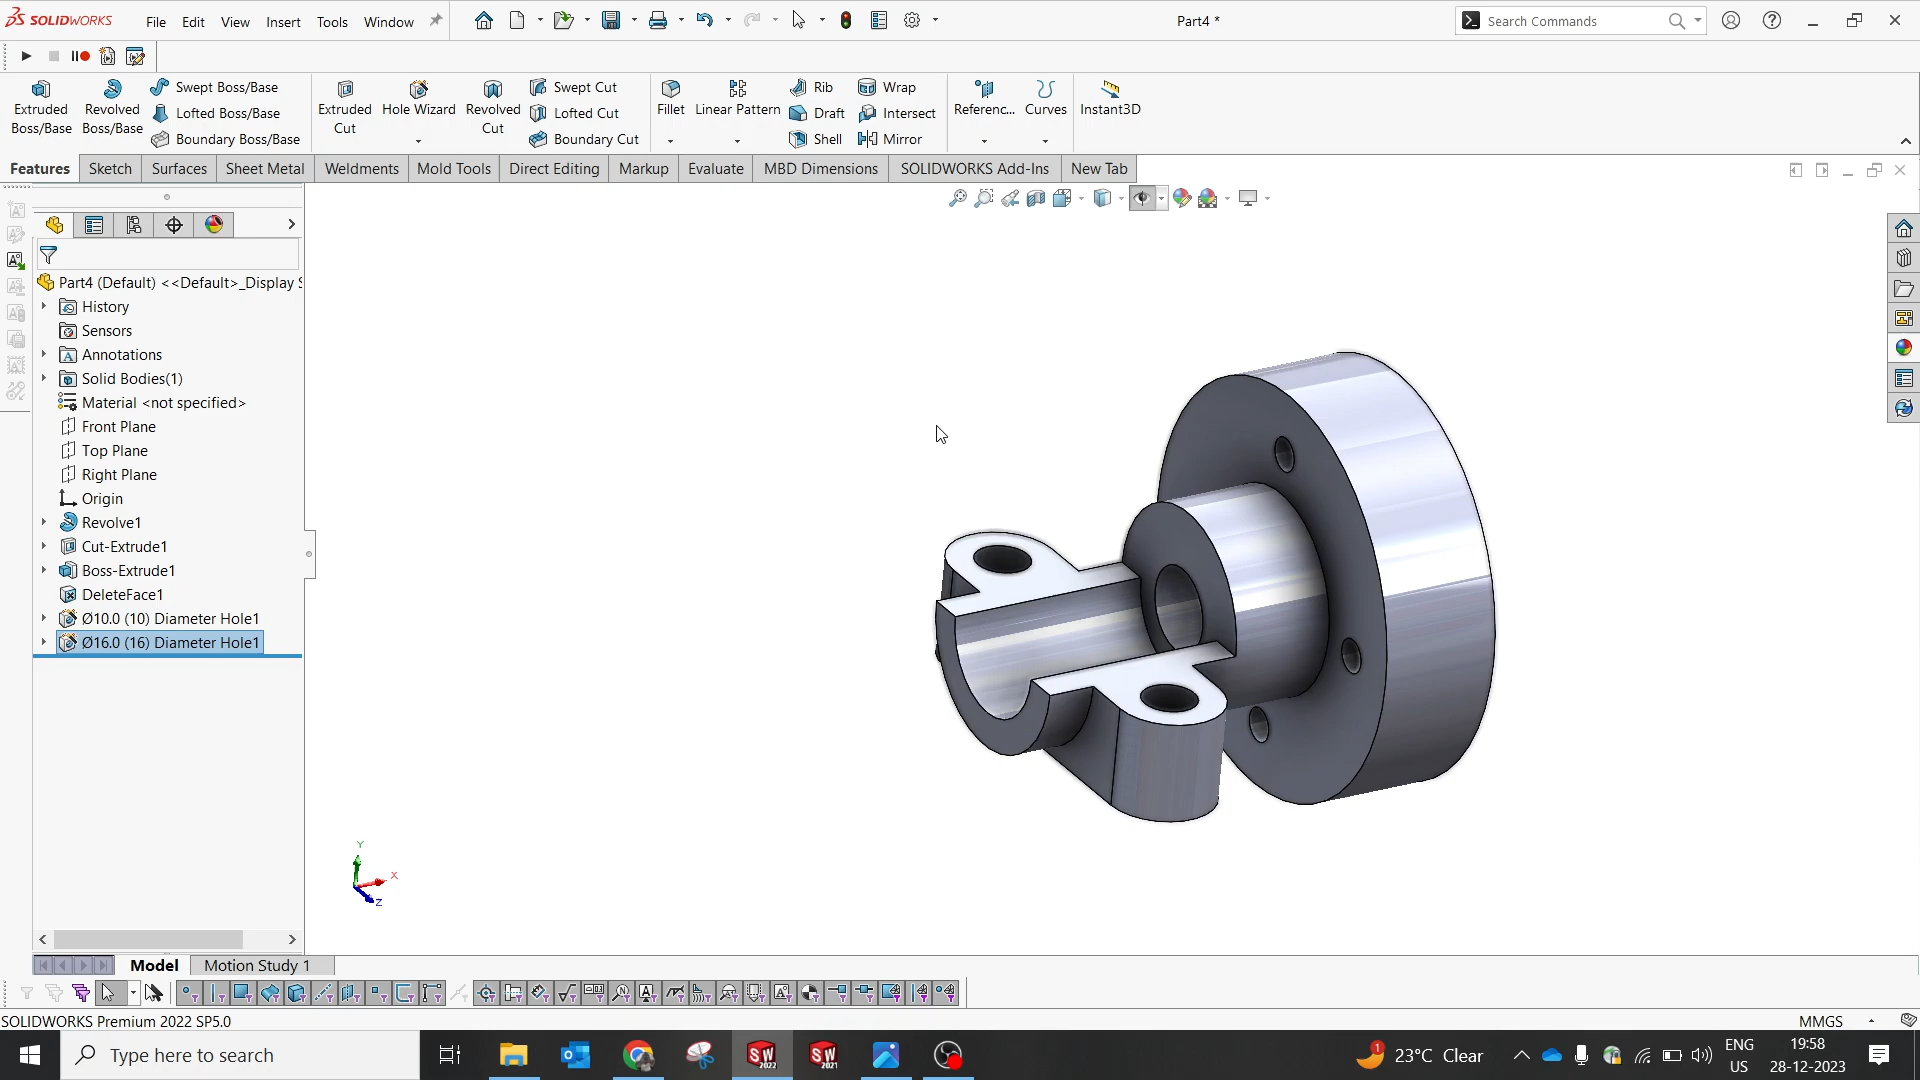 SOLIDWORKS File Edit View Insert Tools Window Part4 * Search Commands
Extruded Boss/Base
Revolved Boss/Base
Swept Boss/Base
Lofted Boss/Base
Boundary Boss/Base
Extruded Cut
Hole Wizard
Revolved Cut
Swept Cut
Lofted Cut
Boundary Cut
Fillet
Linear Pattern
Rib
Draft
Shell
Wrap
Intersect
Mirror
Referenc...
Curves
Instant3D
Features Sketch Surfaces Sheet Metal Weldments Mold Tools Direct Editing Markup Evaluate MBD Dimensions SOLIDWORKS Add-Ins New Tab
Part4 (Default) <<Default>_Display S
History
Sensors
Annotations
Solid Bodies(1)
Material <not specified>
Front Plane
Top Plane
Right Plane
Origin
Revolve1
Cut-Extrude1
Boss-Extrude1
DeleteFace1
Ø10.0 (10) Diameter Hole1
Ø16.0 (16) Diameter Hole1
Y
X
Z
Model Motion Study 1
SOLIDWORKS Premium 2022 SP5.0 MMGS
Type here to search
SW 2022
SW 2021
1
23°C Clear
ENG US
19:58
28-12-2023